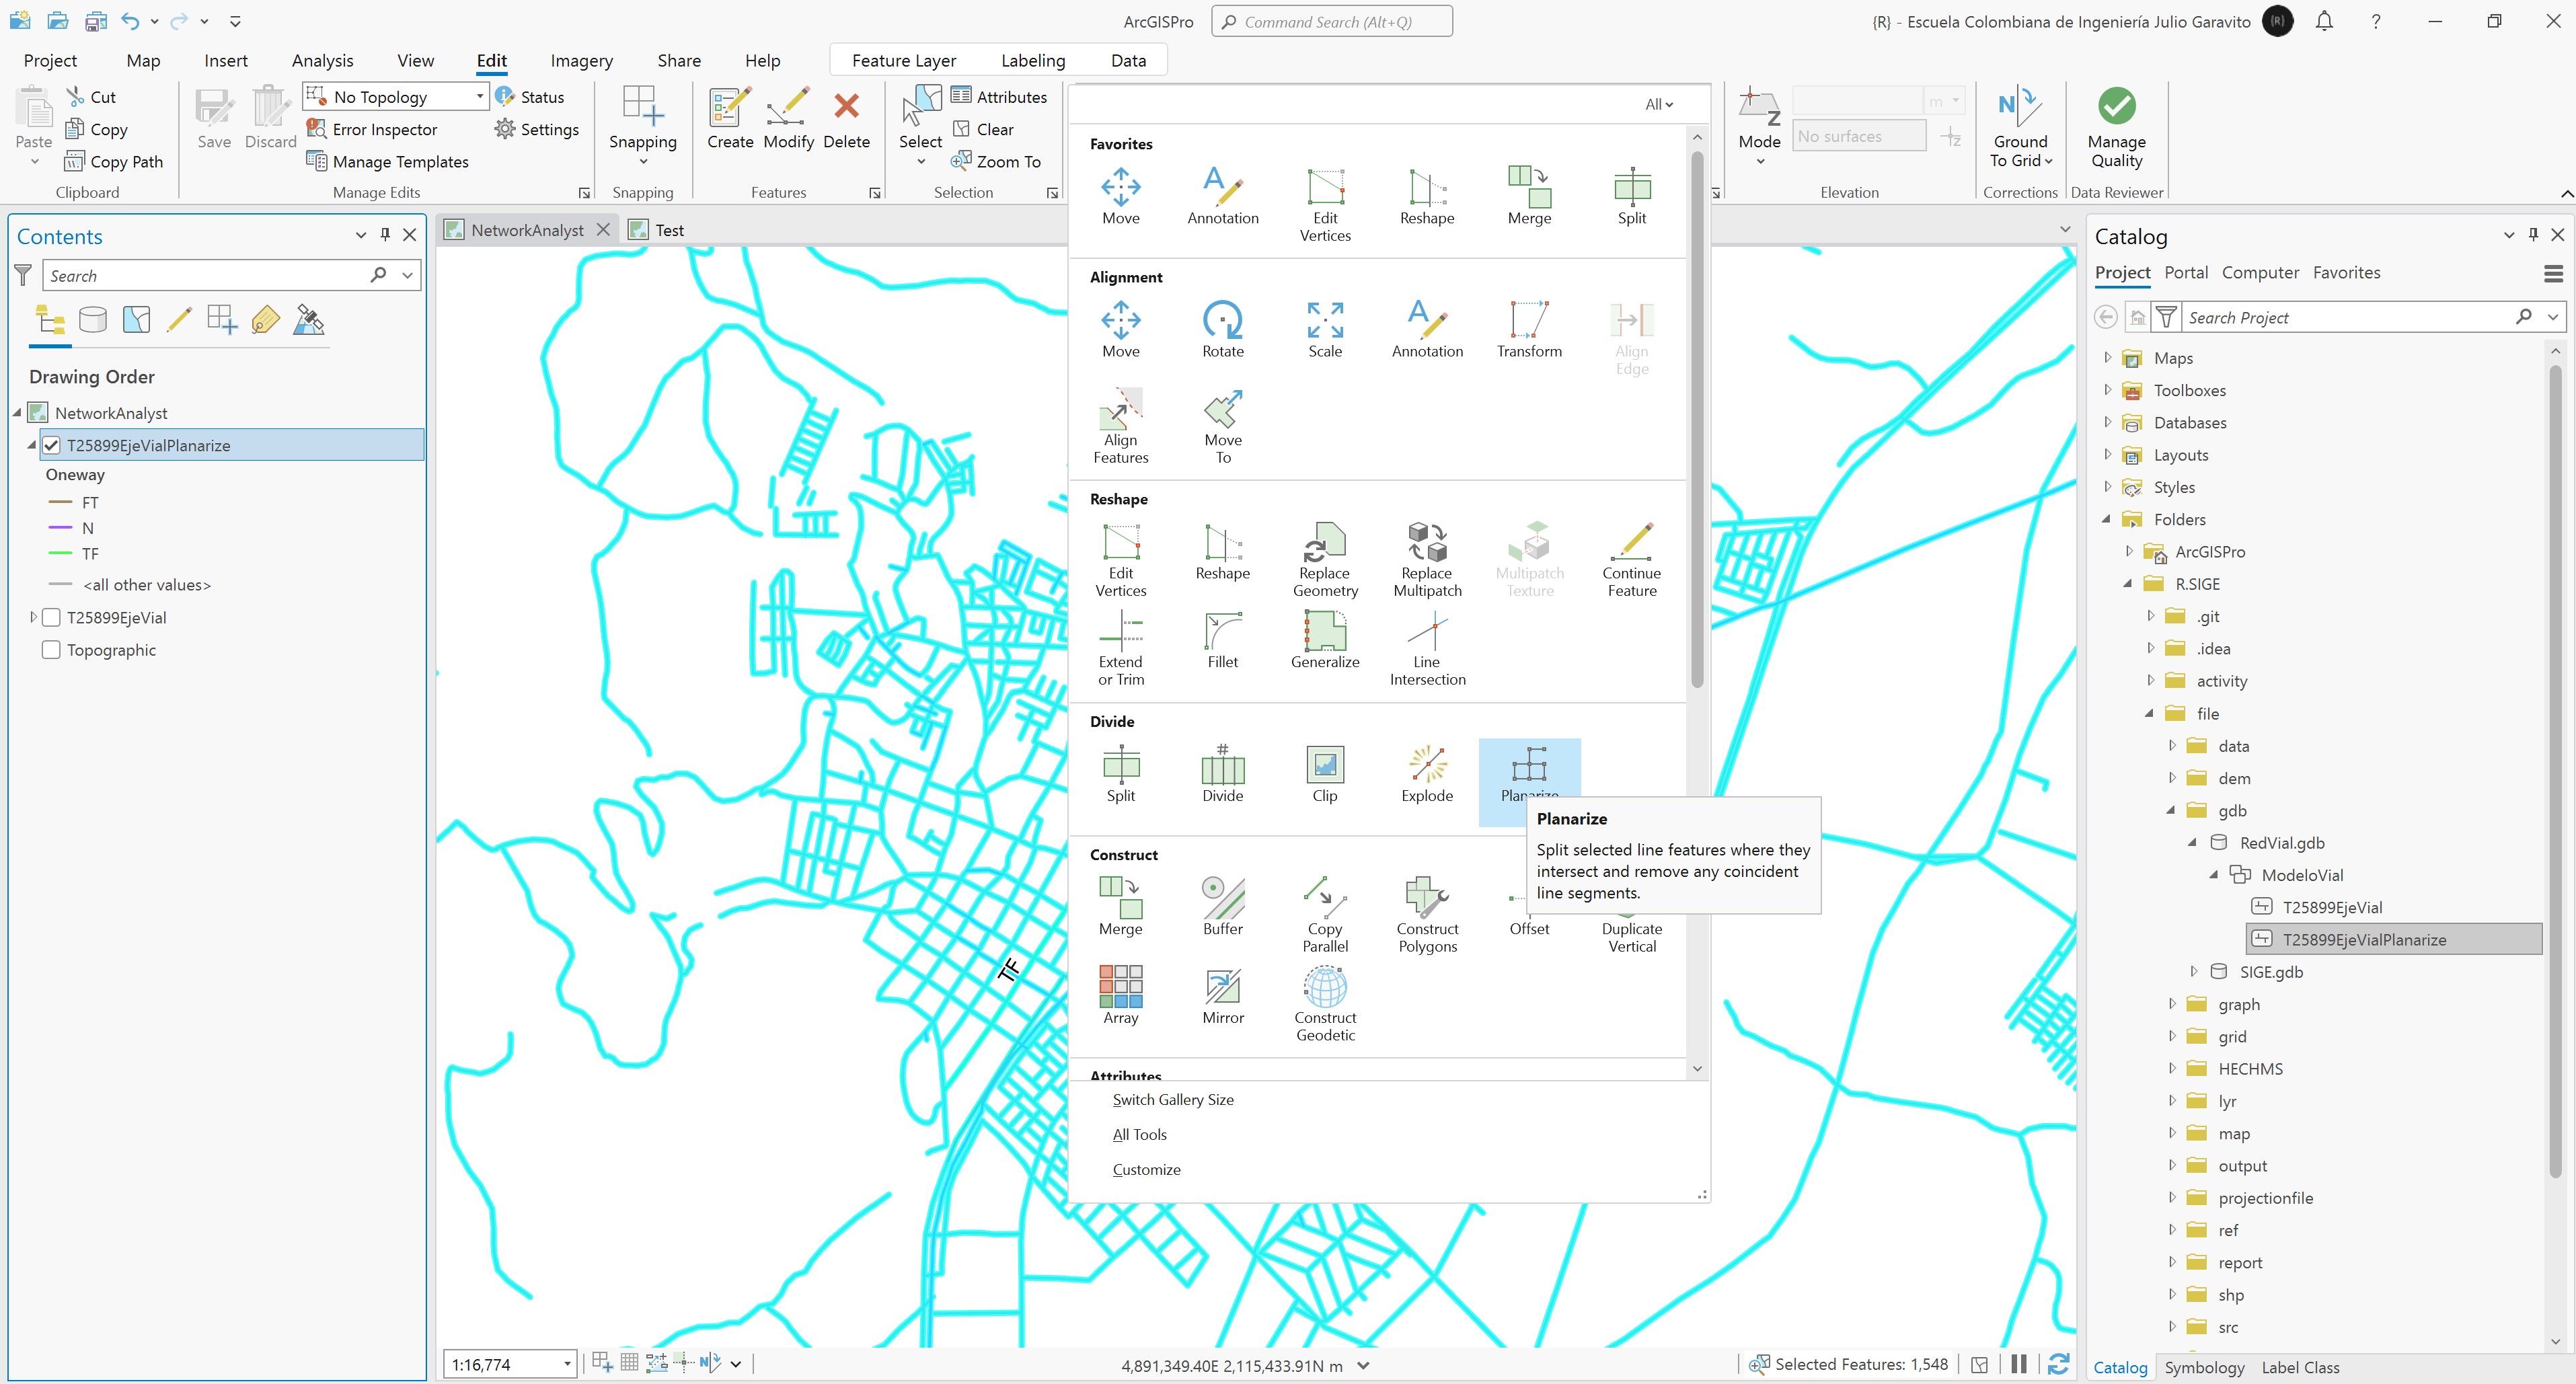 ArcGISPro
Command Search (Alt+Q)
{R} - Escuela Colombiana de Ingeniería Julio Garavito
{R}
?
Project
Map
Insert
Analysis
View
Edit
Imagery
Share
Help
Feature Layer
Labeling
Data
Paste
Cut
Copy
Copy Path
Clipboard
Save
Discard
No Topology
Status
Error Inspector
Settings
Manage Templates
Manage Edits
Snapping
Snapping
Create
Modify
Delete
Features
Select
Attributes
Clear
Zoom To
Selection
All
Mode
m
No surfaces
Elevation
Ground
To Grid
Corrections
Manage
Quality
Data Reviewer
Contents
Search
Drawing Order
NetworkAnalyst
T25899EjeVialPlanarize
Oneway
FT
N
TF
<all other values>
T25899EjeVial
Topographic
NetworkAnalyst
Test
TF
Favorites
Move
Annotation
Edit
Vertices
Reshape
Merge
Split
Alignment
Move
Rotate
Scale
Annotation
Transform
Align
Edge
Align
Features
Move
To
Reshape
Edit
Vertices
Reshape
Replace
Geometry
Replace
Multipatch
Multipatch
Texture
Continue
Feature
Extend
or Trim
Fillet
Generalize
Line
Intersection
Divide
Split
Divide
Clip
Explode
Planarize
Planarize
Split selected line features where they
intersect and remove any coincident
line segments.
Construct
Merge
Buffer
Copy
Parallel
Construct
Polygons
Offset
Duplicate
Vertical
Array
Mirror
Construct
Geodetic
Attributes
Switch Gallery Size
All Tools
Customize
1:16,774
4,891,349.40E 2,115,433.91N m
Selected Features: 1,548
Catalog
Project
Portal
Computer
Favorites
Search Project
Maps
Toolboxes
Databases
Layouts
Styles
Folders
ArcGISPro
R.SIGE
.git
.idea
activity
file
data
dem
gdb
RedVial.gdb
ModeloVial
T25899EjeVial
T25899EjeVialPlanarize
SIGE.gdb
graph
grid
HECHMS
lyr
map
output
projectionfile
ref
report
shp
src
Catalog
Symbology
Label Class